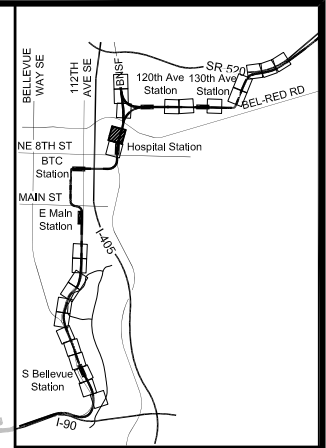 BELLEVUE
WAY SE
112TH
AVE SE
BNSF
SR 520
120th Ave
Station
130th Ave
Station
BEL-RED RD
NE 8TH ST
Hospital Station
BTC
Station
MAIN ST
E Main
Station
I-405
S Bellevue
Station
I-90